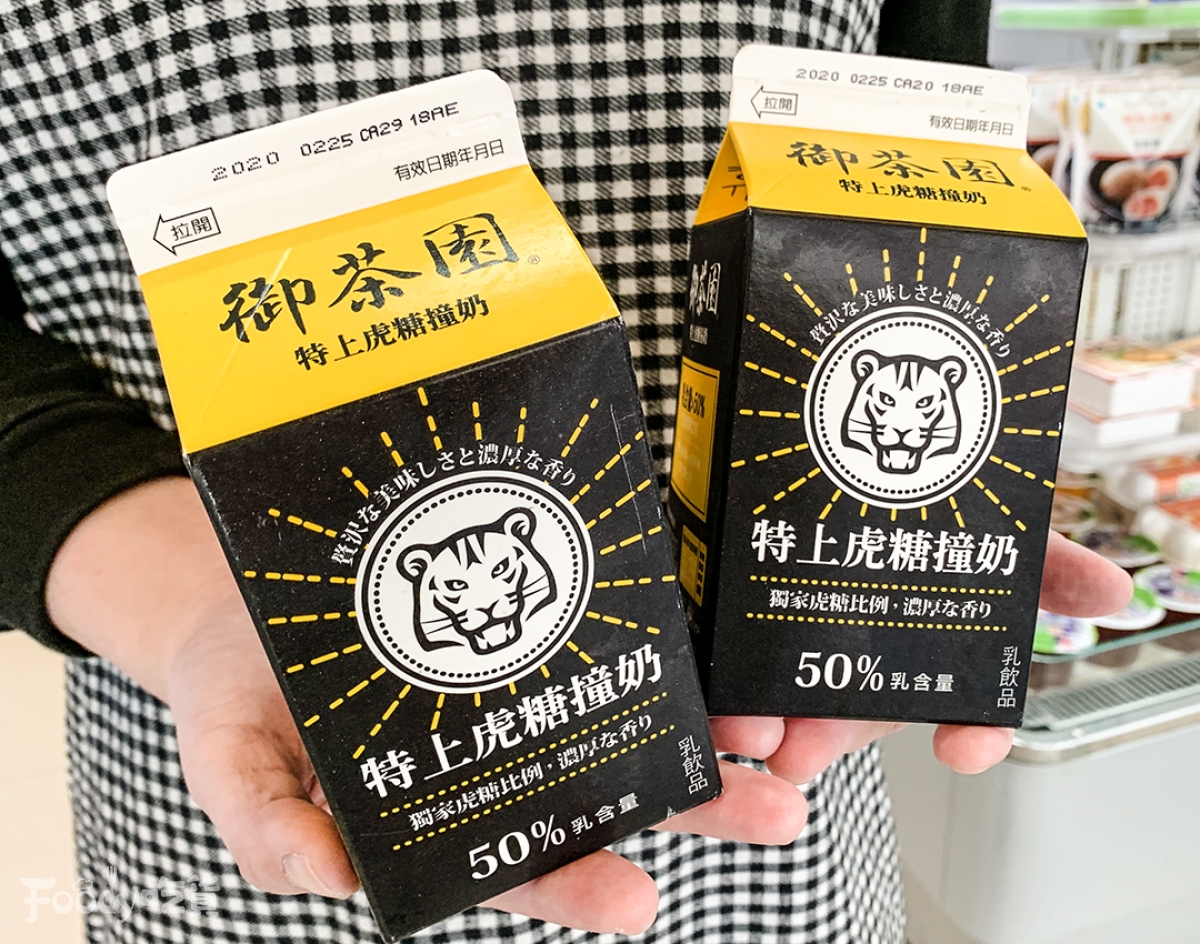 2020 0225 CA29 18AE
有效日期年月日
拉開
御茶園®
特上虎糖撞奶
贅沢な美味しさと濃厚な香り
特上虎糖撞奶
獨家虎糖比例，濃厚な香り
50%乳含量
乳飲品
2020 0225 CA20 18AE
拉開
有效日期年月日
御茶園®
特上虎糖撞奶
御茶園
贅沢な美味しさと濃厚な香り
特上虎糖撞奶
獨家虎糖比例，濃厚な香り
50%乳含量
乳飲品